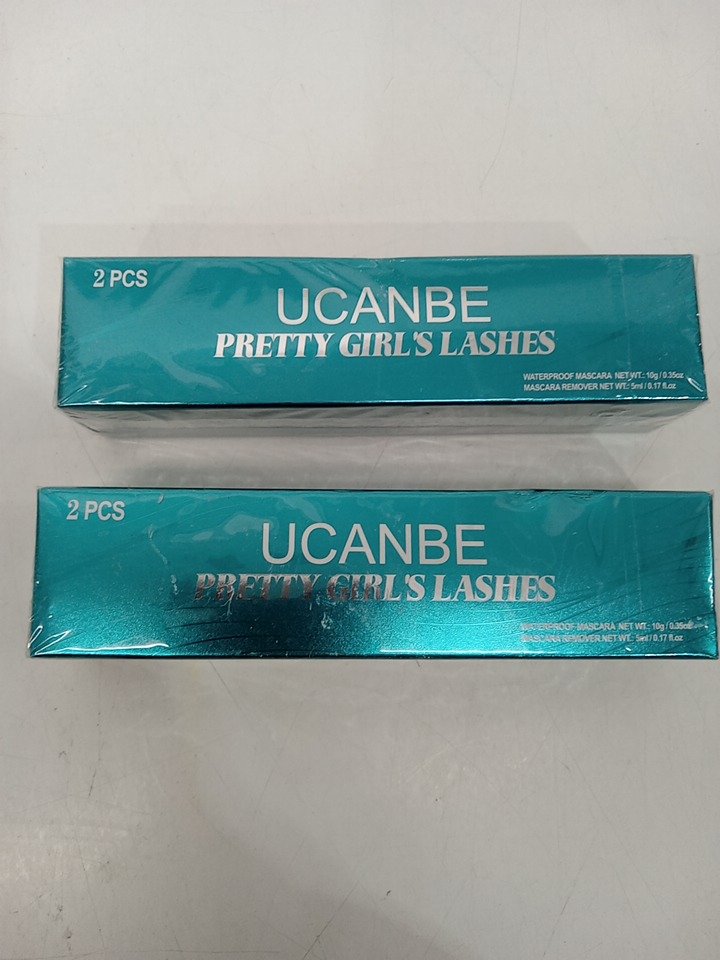 2 PCS
UCANBE
PRETTY GIRL'S LASHES
WATERPROOF MASCARA NET WT.: 10g / 0.35oz
MASCARA REMOVER NET WT.: 5ml / 0.17 fl.oz
2 PCS
UCANBE
PRETTY GIRL'S LASHES
WATERPROOF MASCARA NET WT.: 10g / 0.35oz
MASCARA REMOVER NET WT.: 5ml / 0.17 fl.oz